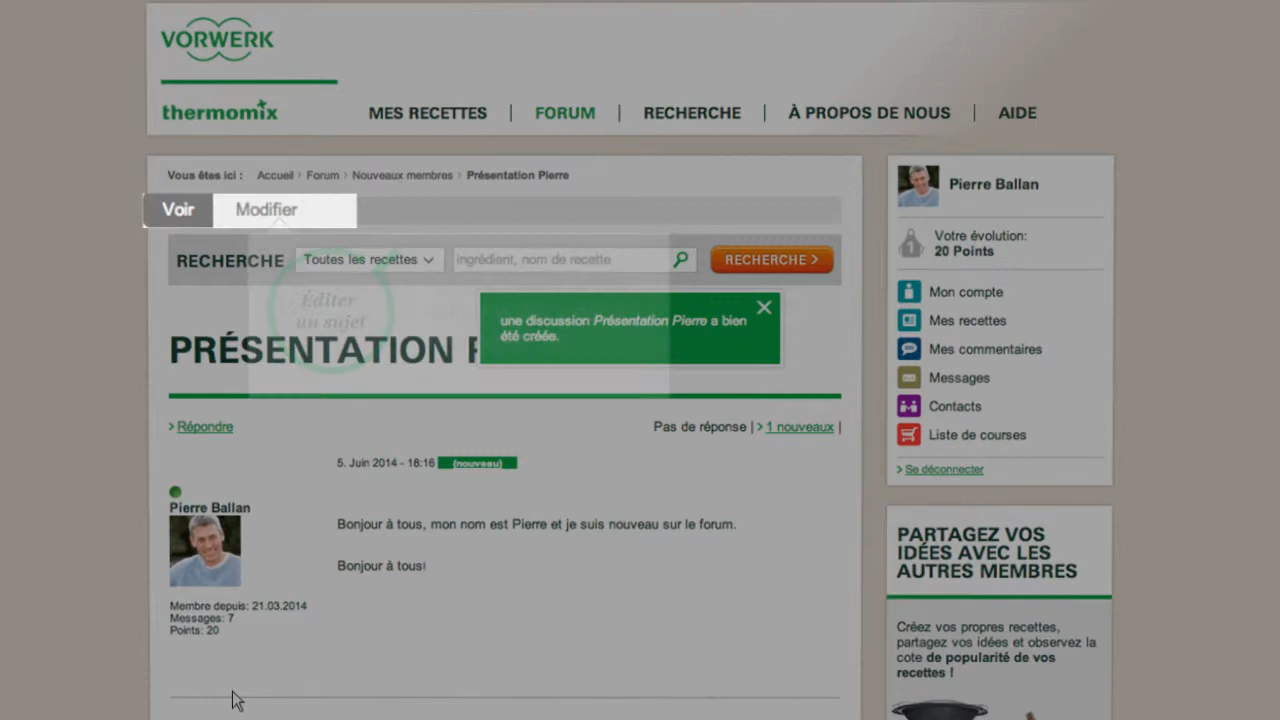 VORWERK
thermomix
MES RECETTES | FORUM | RECHERCHE | À PROPOS DE NOUS | AIDE
Vous êtes ici : Accueil › Forum › Nouveaux membres › Présentation Pierre
Voir Modifier
RECHERCHE Toutes les recettes ingrédient, nom de recette RECHERCHE >
Éditer
un sujet
une discussion Présentation Pierre a bien
été créée.
PRÉSENTATION
> Répondre
Pas de réponse | > 1 nouveaux |
5. Juin 2014 - 18:16 (nouveau)
Pierre Ballan
Bonjour à tous, mon nom est Pierre et je suis nouveau sur le forum.
Bonjour à tous!
Membre depuis: 21.03.2014
Messages: 7
Points: 20
Pierre Ballan
1
Votre évolution:
20 Points
Mon compte
Mes recettes
Mes commentaires
Messages
Contacts
Liste de courses
> Se déconnecter
PARTAGEZ VOS
IDÉES AVEC LES
AUTRES MEMBRES
Créez vos propres recettes,
partagez vos idées et observez la
cote de popularité de vos
recettes !